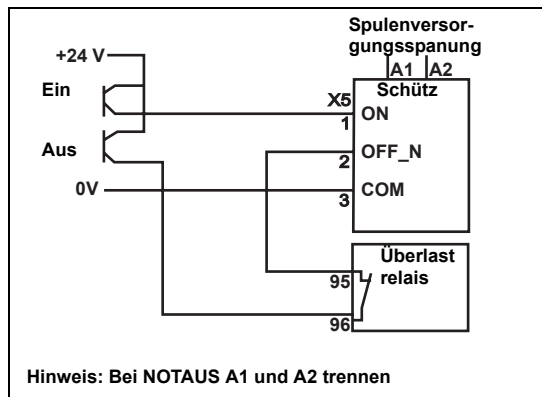 Spulenversor-
gungsspanung
+24 V
A1 A2
Ein
X5
Schütz
1
ON
Aus
2
OFF_N
0V
3
COM
Überlast
relais
95
96
Hinweis: Bei NOTAUS A1 und A2 trennen